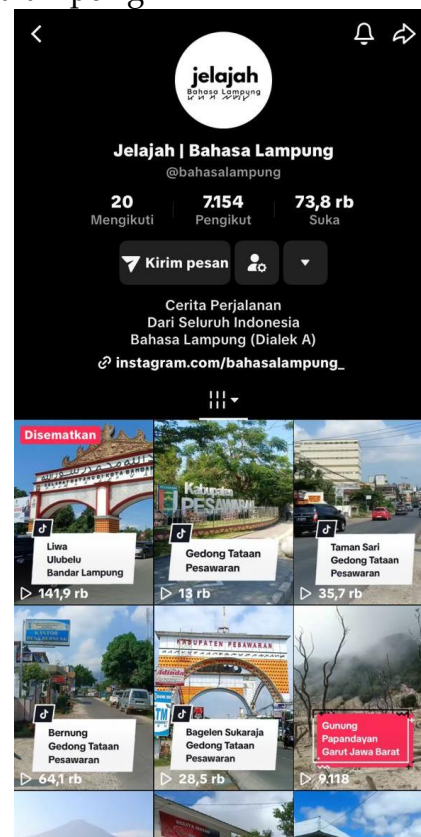 jelajah
Bahasa Lampung
Jelajah | Bahasa Lampung
@bahasalampung
20 7.154 73,8 rb
Mengikuti Pengikut Suka
Kirim pesan
Cerita Perjalanan
Dari Seluruh Indonesia
Bahasa Lampung (Dialek A)
instagram.com/bahasalampung_
Disematkan
Liwa
Ulubelu
Bandar Lampung
141,9 rb
Kabupaten
Gedong Tataan
Pesawaran
13 rb
Taman Sari
Gedong Tataan
Pesawaran
35,7 rb
KANTOR
Bernung
Gedong Tataan
Pesawaran
64,1 rb
KABUPATEN PESAWARAN
ATM
Bagelen Sukaraja
Gedong Tataan
Pesawaran
28,5 rb
Gunung
Papandayan
Garut Jawa Barat
9.118